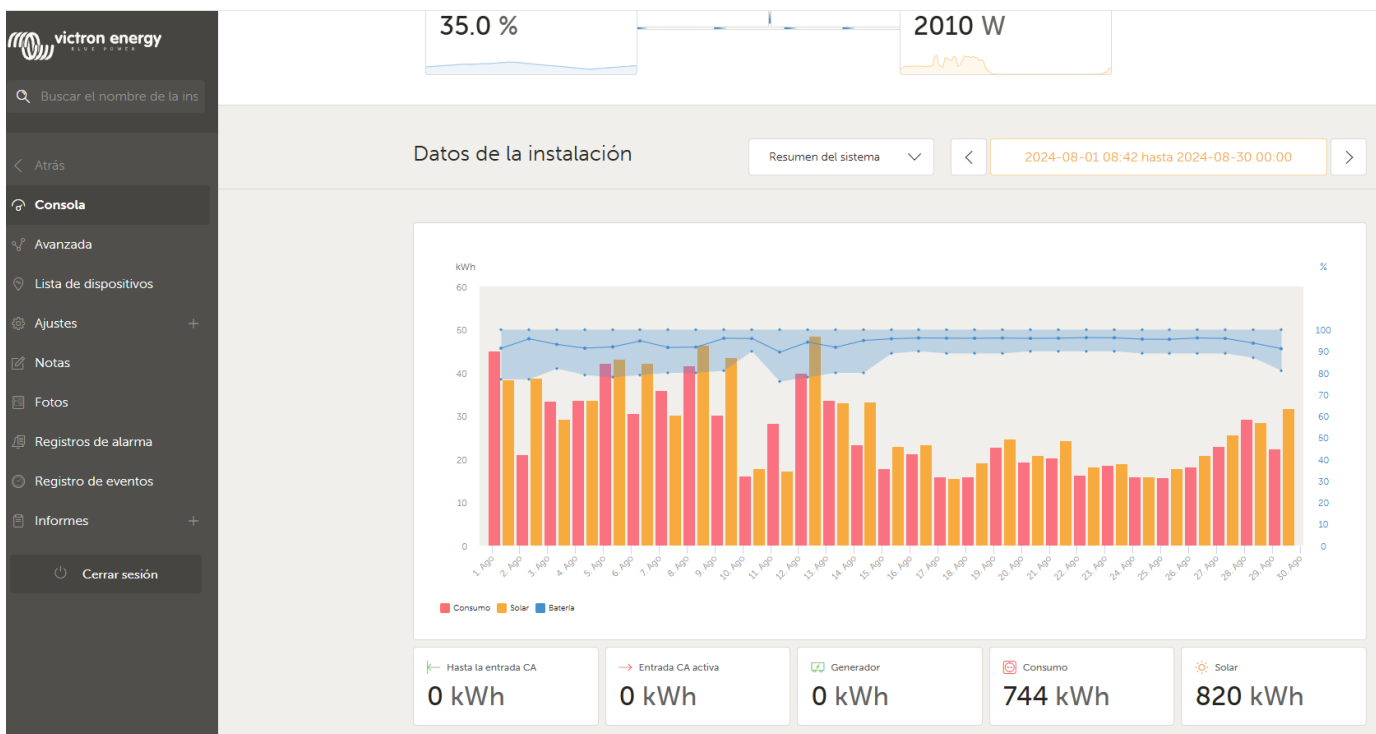 victron energy
BLUE POWER
Buscar el nombre de la ins
Atrás
Consola
Avanzada
Lista de dispositivos
Ajustes
Notas
Fotos
Registros de alarma
Registro de eventos
Informes
Cerrar sesión
35.0 %
2010 W
Datos de la instalación
Resumen del sistema
2024-08-01 08:42 hasta 2024-08-30 00:00
kWh
%
60
50
40
30
20
10
0
100
90
80
70
60
50
40
30
20
10
0
1. Ago
2. Ago
3. Ago
4. Ago
5. Ago
6. Ago
7. Ago
8. Ago
9. Ago
10. Ago
11. Ago
12. Ago
13. Ago
14. Ago
15. Ago
16. Ago
17. Ago
18. Ago
19. Ago
20. Ago
21. Ago
22. Ago
23. Ago
24. Ago
25. Ago
26. Ago
27. Ago
28. Ago
29. Ago
30. Ago
Consumo Solar Batería
Hasta la entrada CA
0 kWh
Entrada CA activa
0 kWh
Generador
0 kWh
Consumo
744 kWh
Solar
820 kWh